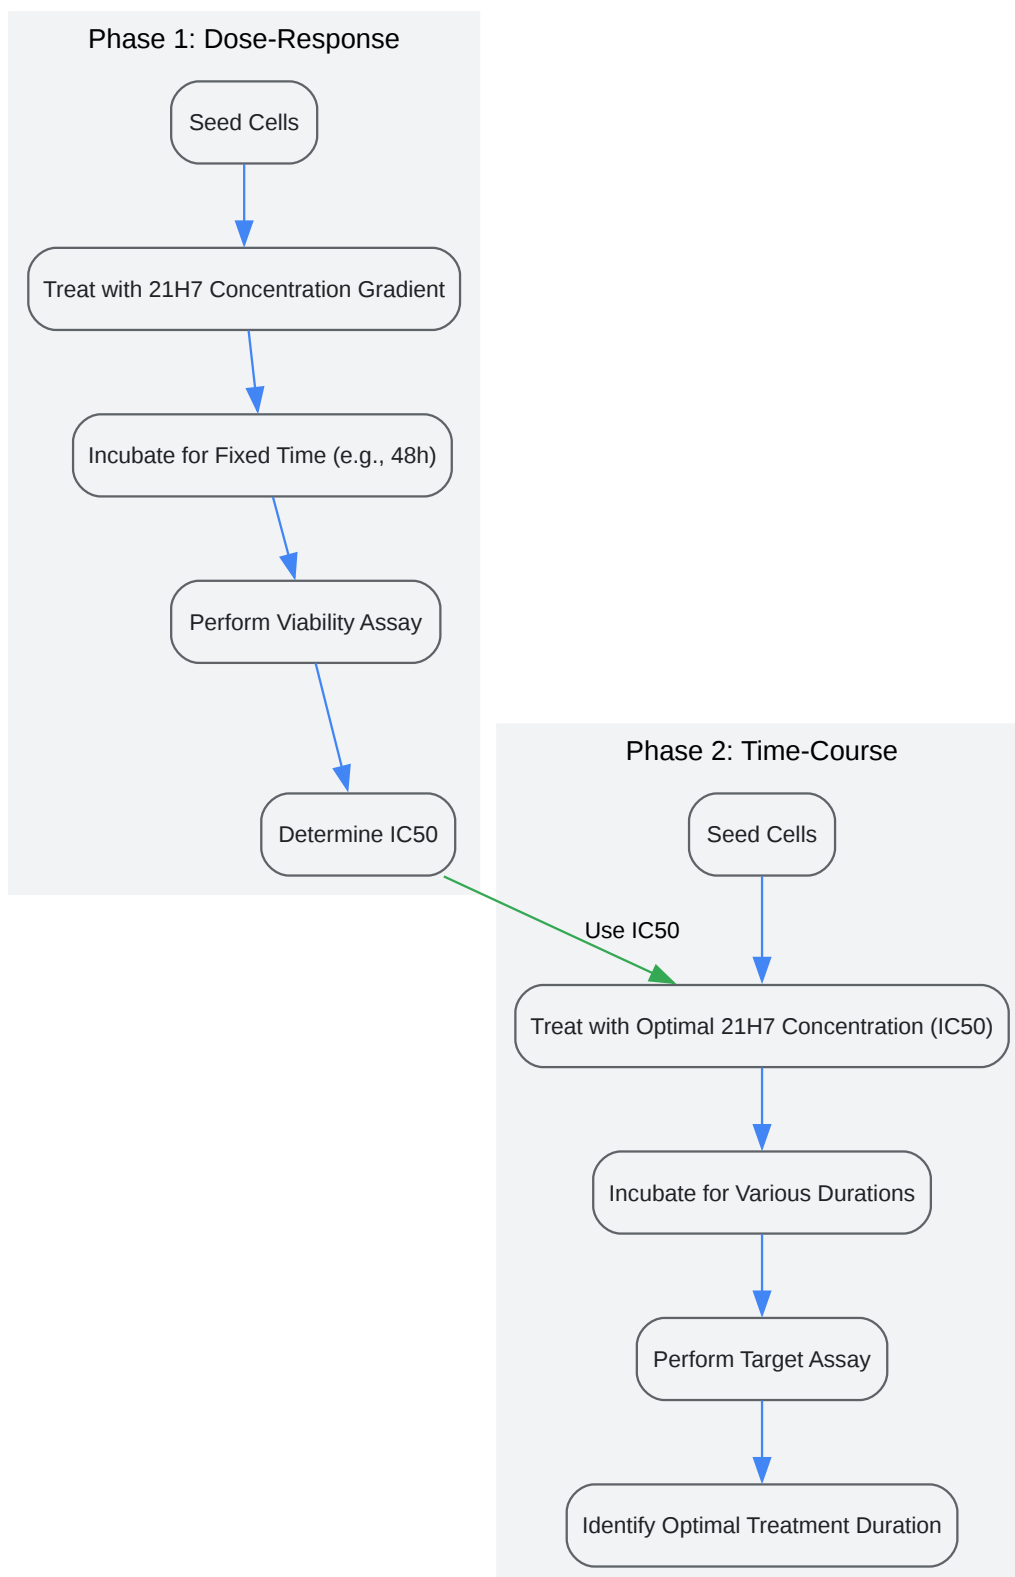 Phase 1: Dose-Response
Seed Cells
Treat with 21H7 Concentration Gradient
Incubate for Fixed Time (e.g., 48h)
Perform Viability Assay
Determine IC50
Use IC50
Phase 2: Time-Course
Seed Cells
Treat with Optimal 21H7 Concentration (IC50)
Incubate for Various Durations
Perform Target Assay
Identify Optimal Treatment Duration